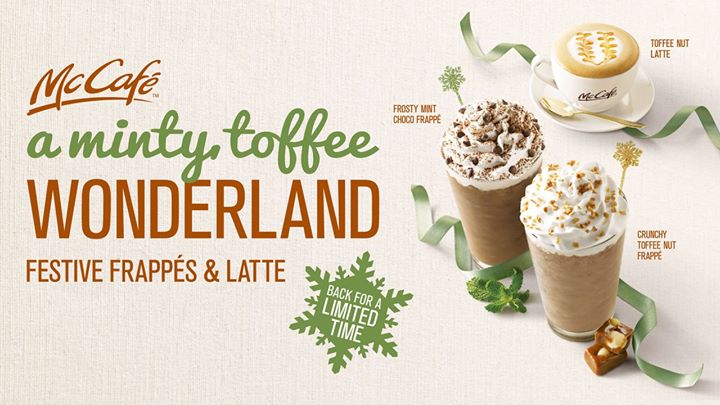 McCafé™
a minty, toffee
WONDERLAND
FESTIVE FRAPPÉS & LATTE
BACK FOR A
LIMITED
TIME
FROSTY MINT
CHOCO FRAPPÉ
TOFFEE NUT
LATTE
McCafé
CRUNCHY
TOFFEE NUT
FRAPPÉ